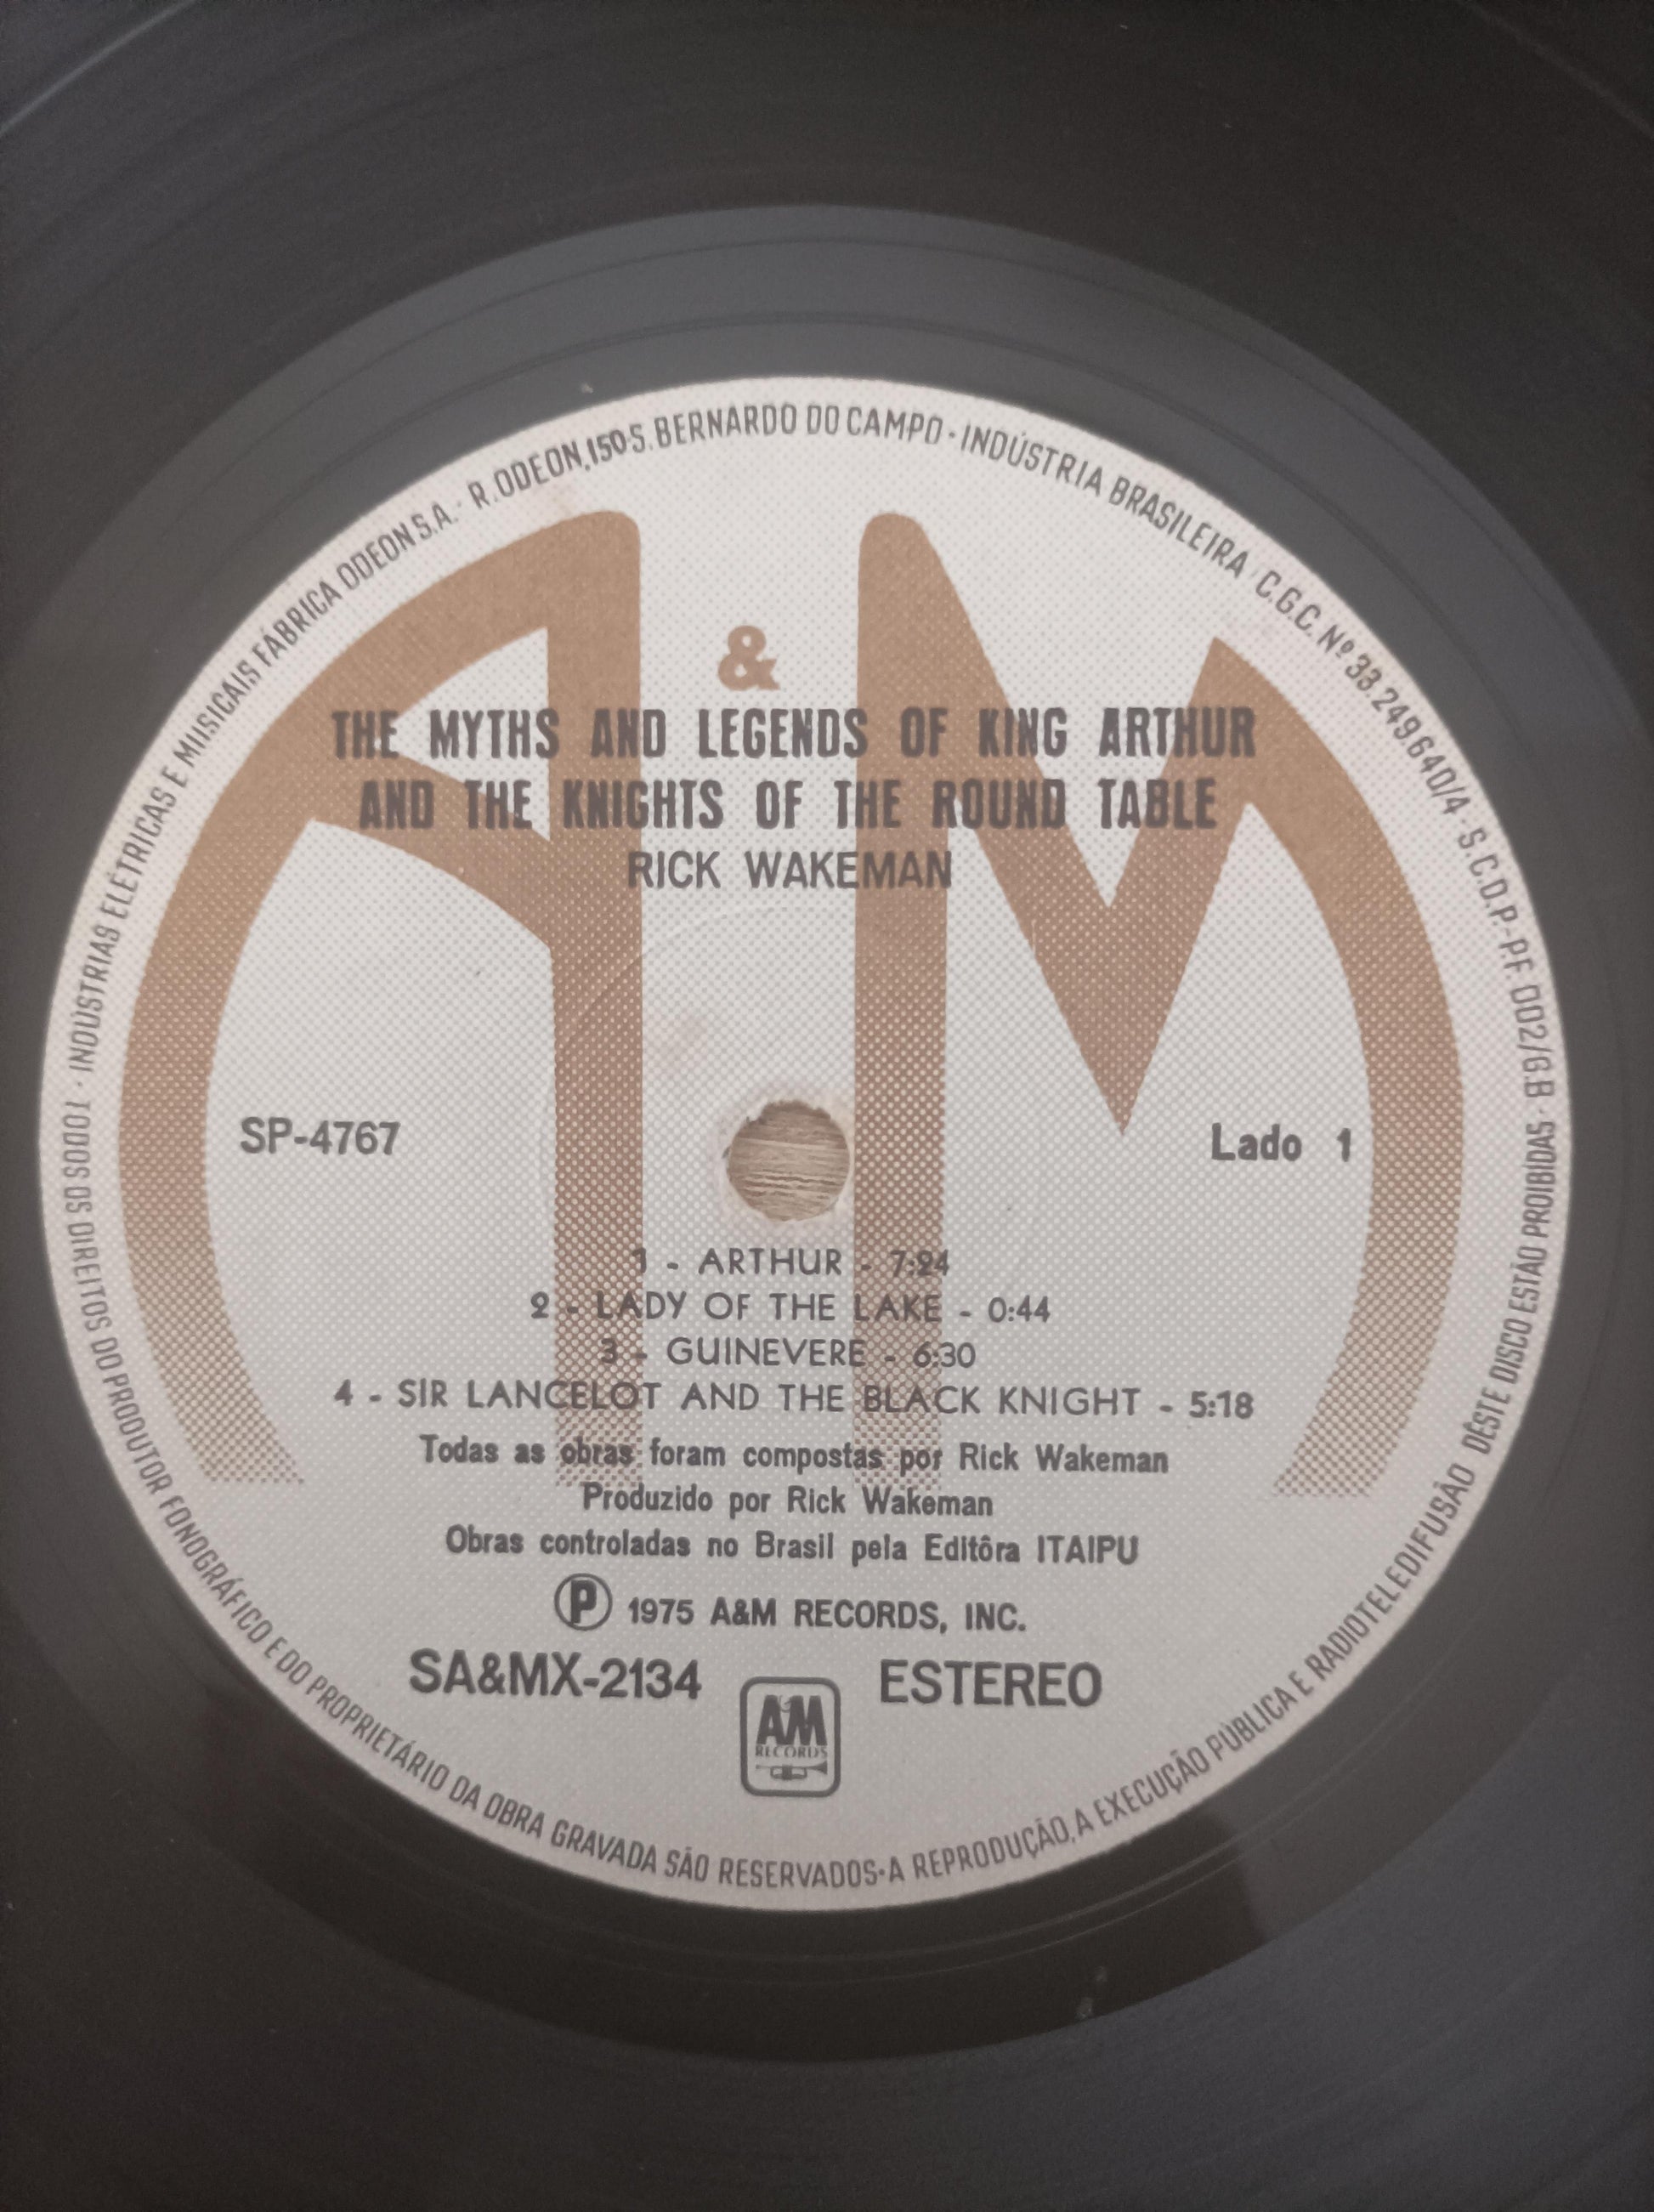 INDÚSTRIAS ELÉTRICAS E MUSICAIS FÁBRICA ODEON S.A. · R. ODEON, 150 S. BERNARDO DO CAMPO · INDÚSTRIA BRASILEIRA · C.G.C. Nº 33.249.640/4 · S.C.D.P.-P.F. 002/G.B ·
TODOS OS DIREITOS DO PRODUTOR FONOGRÁFICO E DO PROPRIETÁRIO DA OBRA GRAVADA SÃO RESERVADOS · A REPRODUÇÃO, A EXECUÇÃO PÚBLICA E RADIOTELEDIFUSÃO DÊSTE DISCO ESTÃO PROIBIDAS ·
A & M
THE MYTHS AND LEGENDS OF KING ARTHUR
AND THE KNIGHTS OF THE ROUND TABLE
RICK WAKEMAN
SP-4767 Lado 1
1 - ARTHUR - 7:24
2 - LADY OF THE LAKE - 0:44
3 - GUINEVERE - 6:30
4 - SIR LANCELOT AND THE BLACK KNIGHT - 5:18
Todas as obras foram compostas por Rick Wakeman
Produzido por Rick Wakeman
Obras controladas no Brasil pela Editôra ITAIPU
℗ 1975 A&M RECORDS, INC.
SA&MX-2134 ESTEREO
A&M
RECORDS